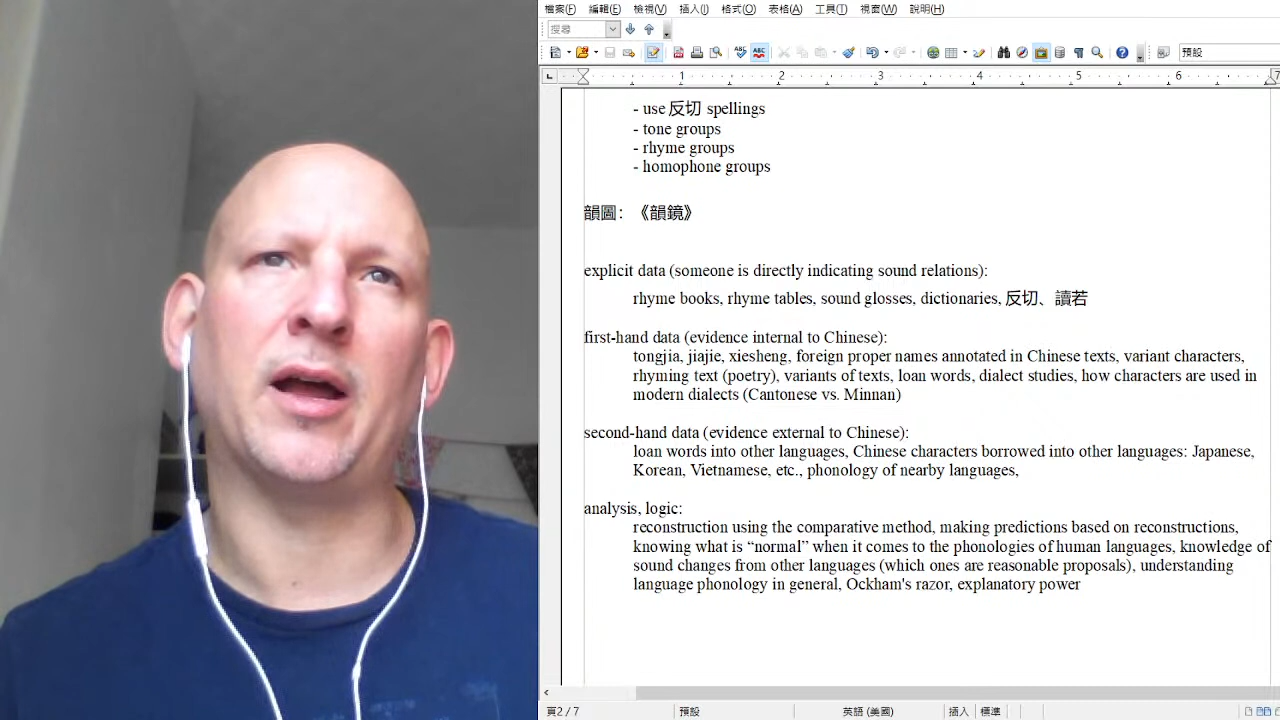 檔案(F) 編輯(E) 檢視(V) 插入(I) 格式(O) 表格(A) 工具(T) 視窗(W) 說明(H)
搜尋
預設
1 2 3 4 5 6 7
- use 反切 spellings
- tone groups
- rhyme groups
- homophone groups
韻圖：《韻鏡》
explicit data (someone is directly indicating sound relations):
rhyme books, rhyme tables, sound glosses, dictionaries, 反切、讀若
first-hand data (evidence internal to Chinese):
tongjia, jiajie, xiesheng, foreign proper names annotated in Chinese texts, variant characters,
rhyming text (poetry), variants of texts, loan words, dialect studies, how characters are used in
modern dialects (Cantonese vs. Minnan)
second-hand data (evidence external to Chinese):
loan words into other languages, Chinese characters borrowed into other languages: Japanese,
Korean, Vietnamese, etc., phonology of nearby languages,
analysis, logic:
reconstruction using the comparative method, making predictions based on reconstructions,
knowing what is “normal” when it comes to the phonologies of human languages, knowledge of
sound changes from other languages (which ones are reasonable proposals), understanding
language phonology in general, Ockham's razor, explanatory power
頁2 / 7 預設 英語 (美國) 插入 標準